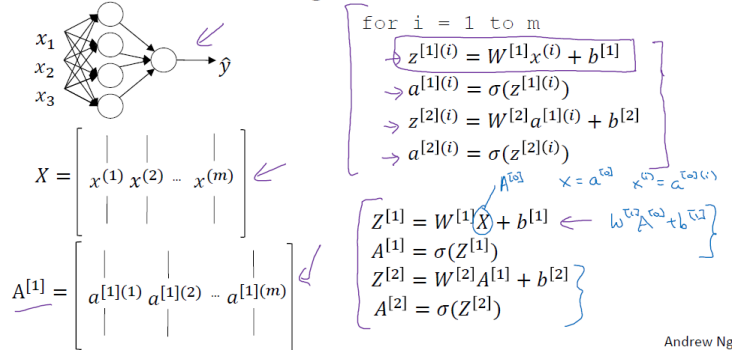 x₁
x₂
x₃
ŷ
X = [ x⁽¹⁾ x⁽²⁾ ... x⁽ᵐ⁾ ]
A^[1] = [ a^[1](1) a^[1](2) ... a^[1](m) ]
for i = 1 to m
→ z^[1](i) = W^[1]x^(i) + b^[1]
→ a^[1](i) = σ(z^[1](i))
→ z^[2](i) = W^[2]a^[1](i) + b^[2]
→ a^[2](i) = σ(z^[2](i))
A^[0] x = a^[0] x^(i) = a^[0](i)
Z^[1] = W^[1]X + b^[1] ← W^[1]A^[0] + b^[1]
A^[1] = σ(Z^[1])
Z^[2] = W^[2]A^[1] + b^[2]
A^[2] = σ(Z^[2])
Andrew Ng